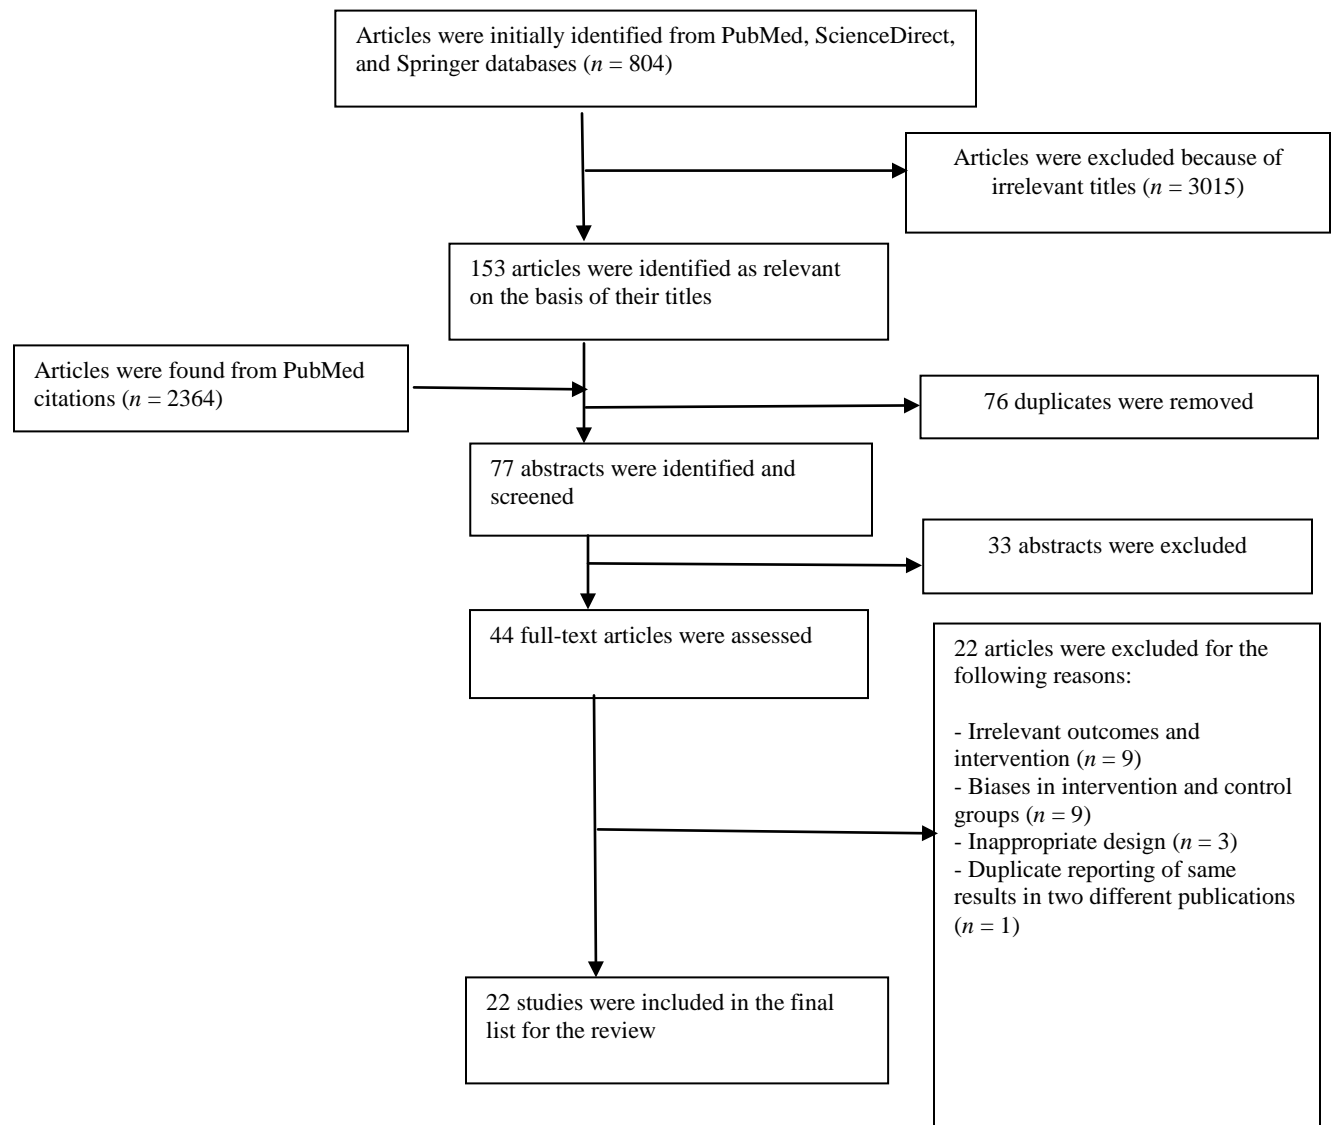 Articles were initially identified from PubMed, ScienceDirect,
and Springer databases (n = 804)
Articles were excluded because of
irrelevant titles (n = 3015)
153 articles were identified as relevant
on the basis of their titles
Articles were found from PubMed
citations (n = 2364)
76 duplicates were removed
77 abstracts were identified and
screened
33 abstracts were excluded
44 full-text articles were assessed
22 articles were excluded for the
following reasons:
- Irrelevant outcomes and
intervention (n = 9)
- Biases in intervention and control
groups (n = 9)
- Inappropriate design (n = 3)
- Duplicate reporting of same
results in two different publications
(n = 1)
22 studies were included in the final
list for the review